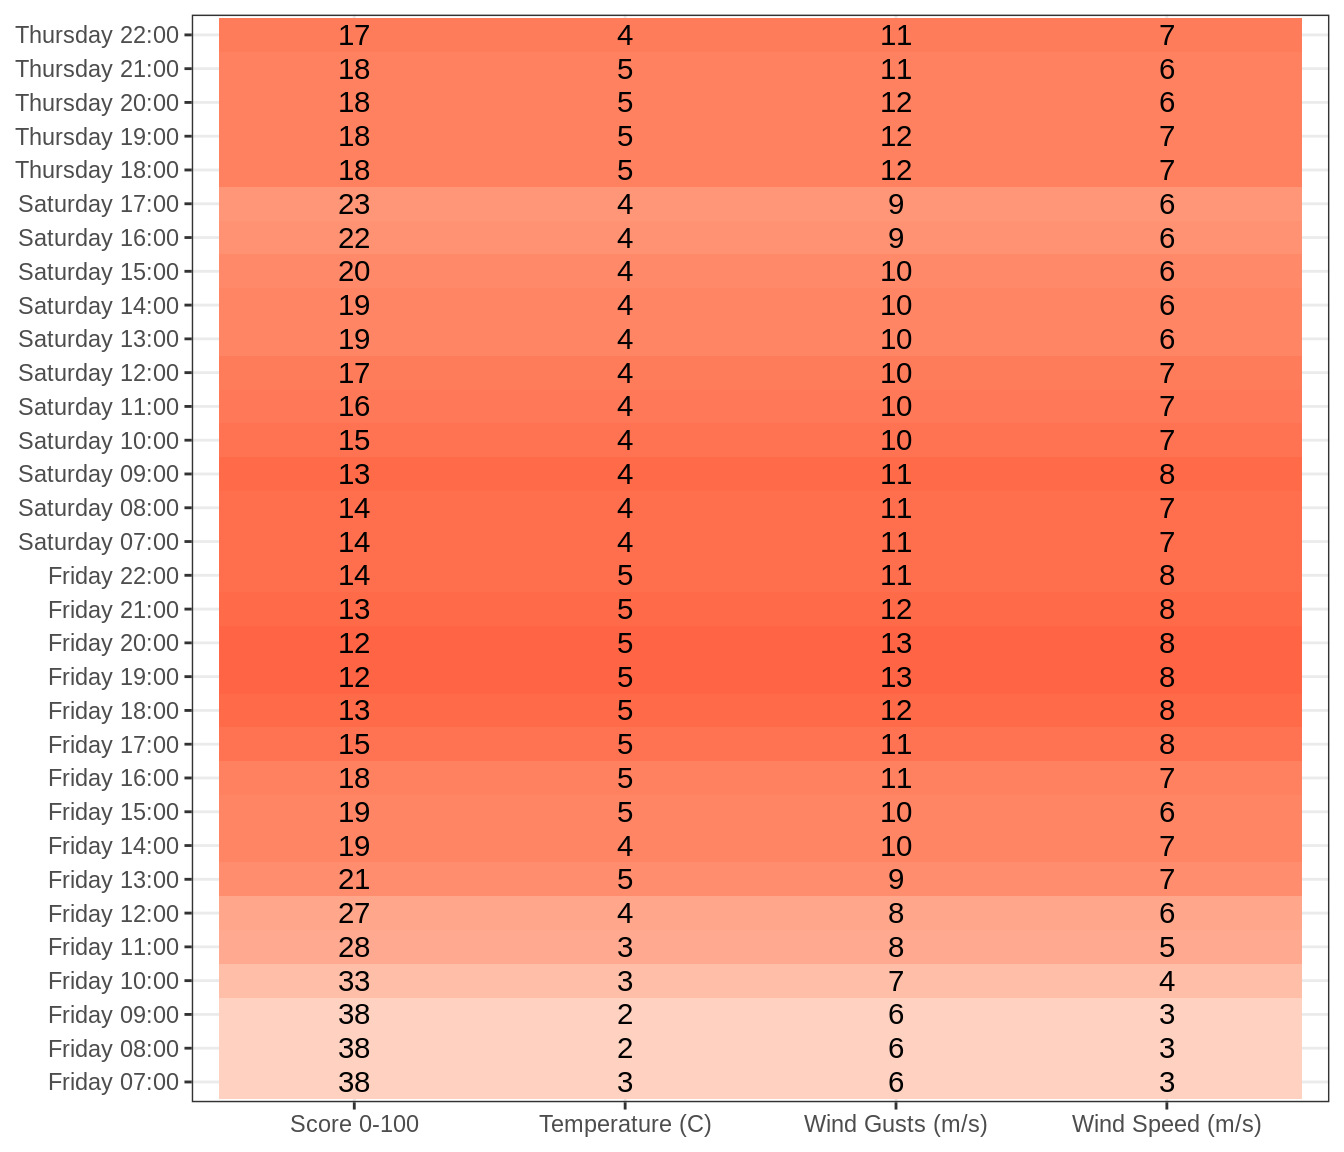 Thursday 22:00 17 4 11 7
Thursday 21:00 18 5 11 6
Thursday 20:00 18 5 12 6
Thursday 19:00 18 5 12 7
Thursday 18:00 18 5 12 7
Saturday 17:00 23 4 9 6
Saturday 16:00 22 4 9 6
Saturday 15:00 20 4 10 6
Saturday 14:00 19 4 10 6
Saturday 13:00 19 4 10 6
Saturday 12:00 17 4 10 7
Saturday 11:00 16 4 10 7
Saturday 10:00 15 4 10 7
Saturday 09:00 13 4 11 8
Saturday 08:00 14 4 11 7
Saturday 07:00 14 4 11 7
Friday 22:00 14 5 11 8
Friday 21:00 13 5 12 8
Friday 20:00 12 5 13 8
Friday 19:00 12 5 13 8
Friday 18:00 13 5 12 8
Friday 17:00 15 5 11 8
Friday 16:00 18 5 11 7
Friday 15:00 19 5 10 6
Friday 14:00 19 4 10 7
Friday 13:00 21 5 9 7
Friday 12:00 27 4 8 6
Friday 11:00 28 3 8 5
Friday 10:00 33 3 7 4
Friday 09:00 38 2 6 3
Friday 08:00 38 2 6 3
Friday 07:00 38 3 6 3
Score 0-100 Temperature (C) Wind Gusts (m/s) Wind Speed (m/s)